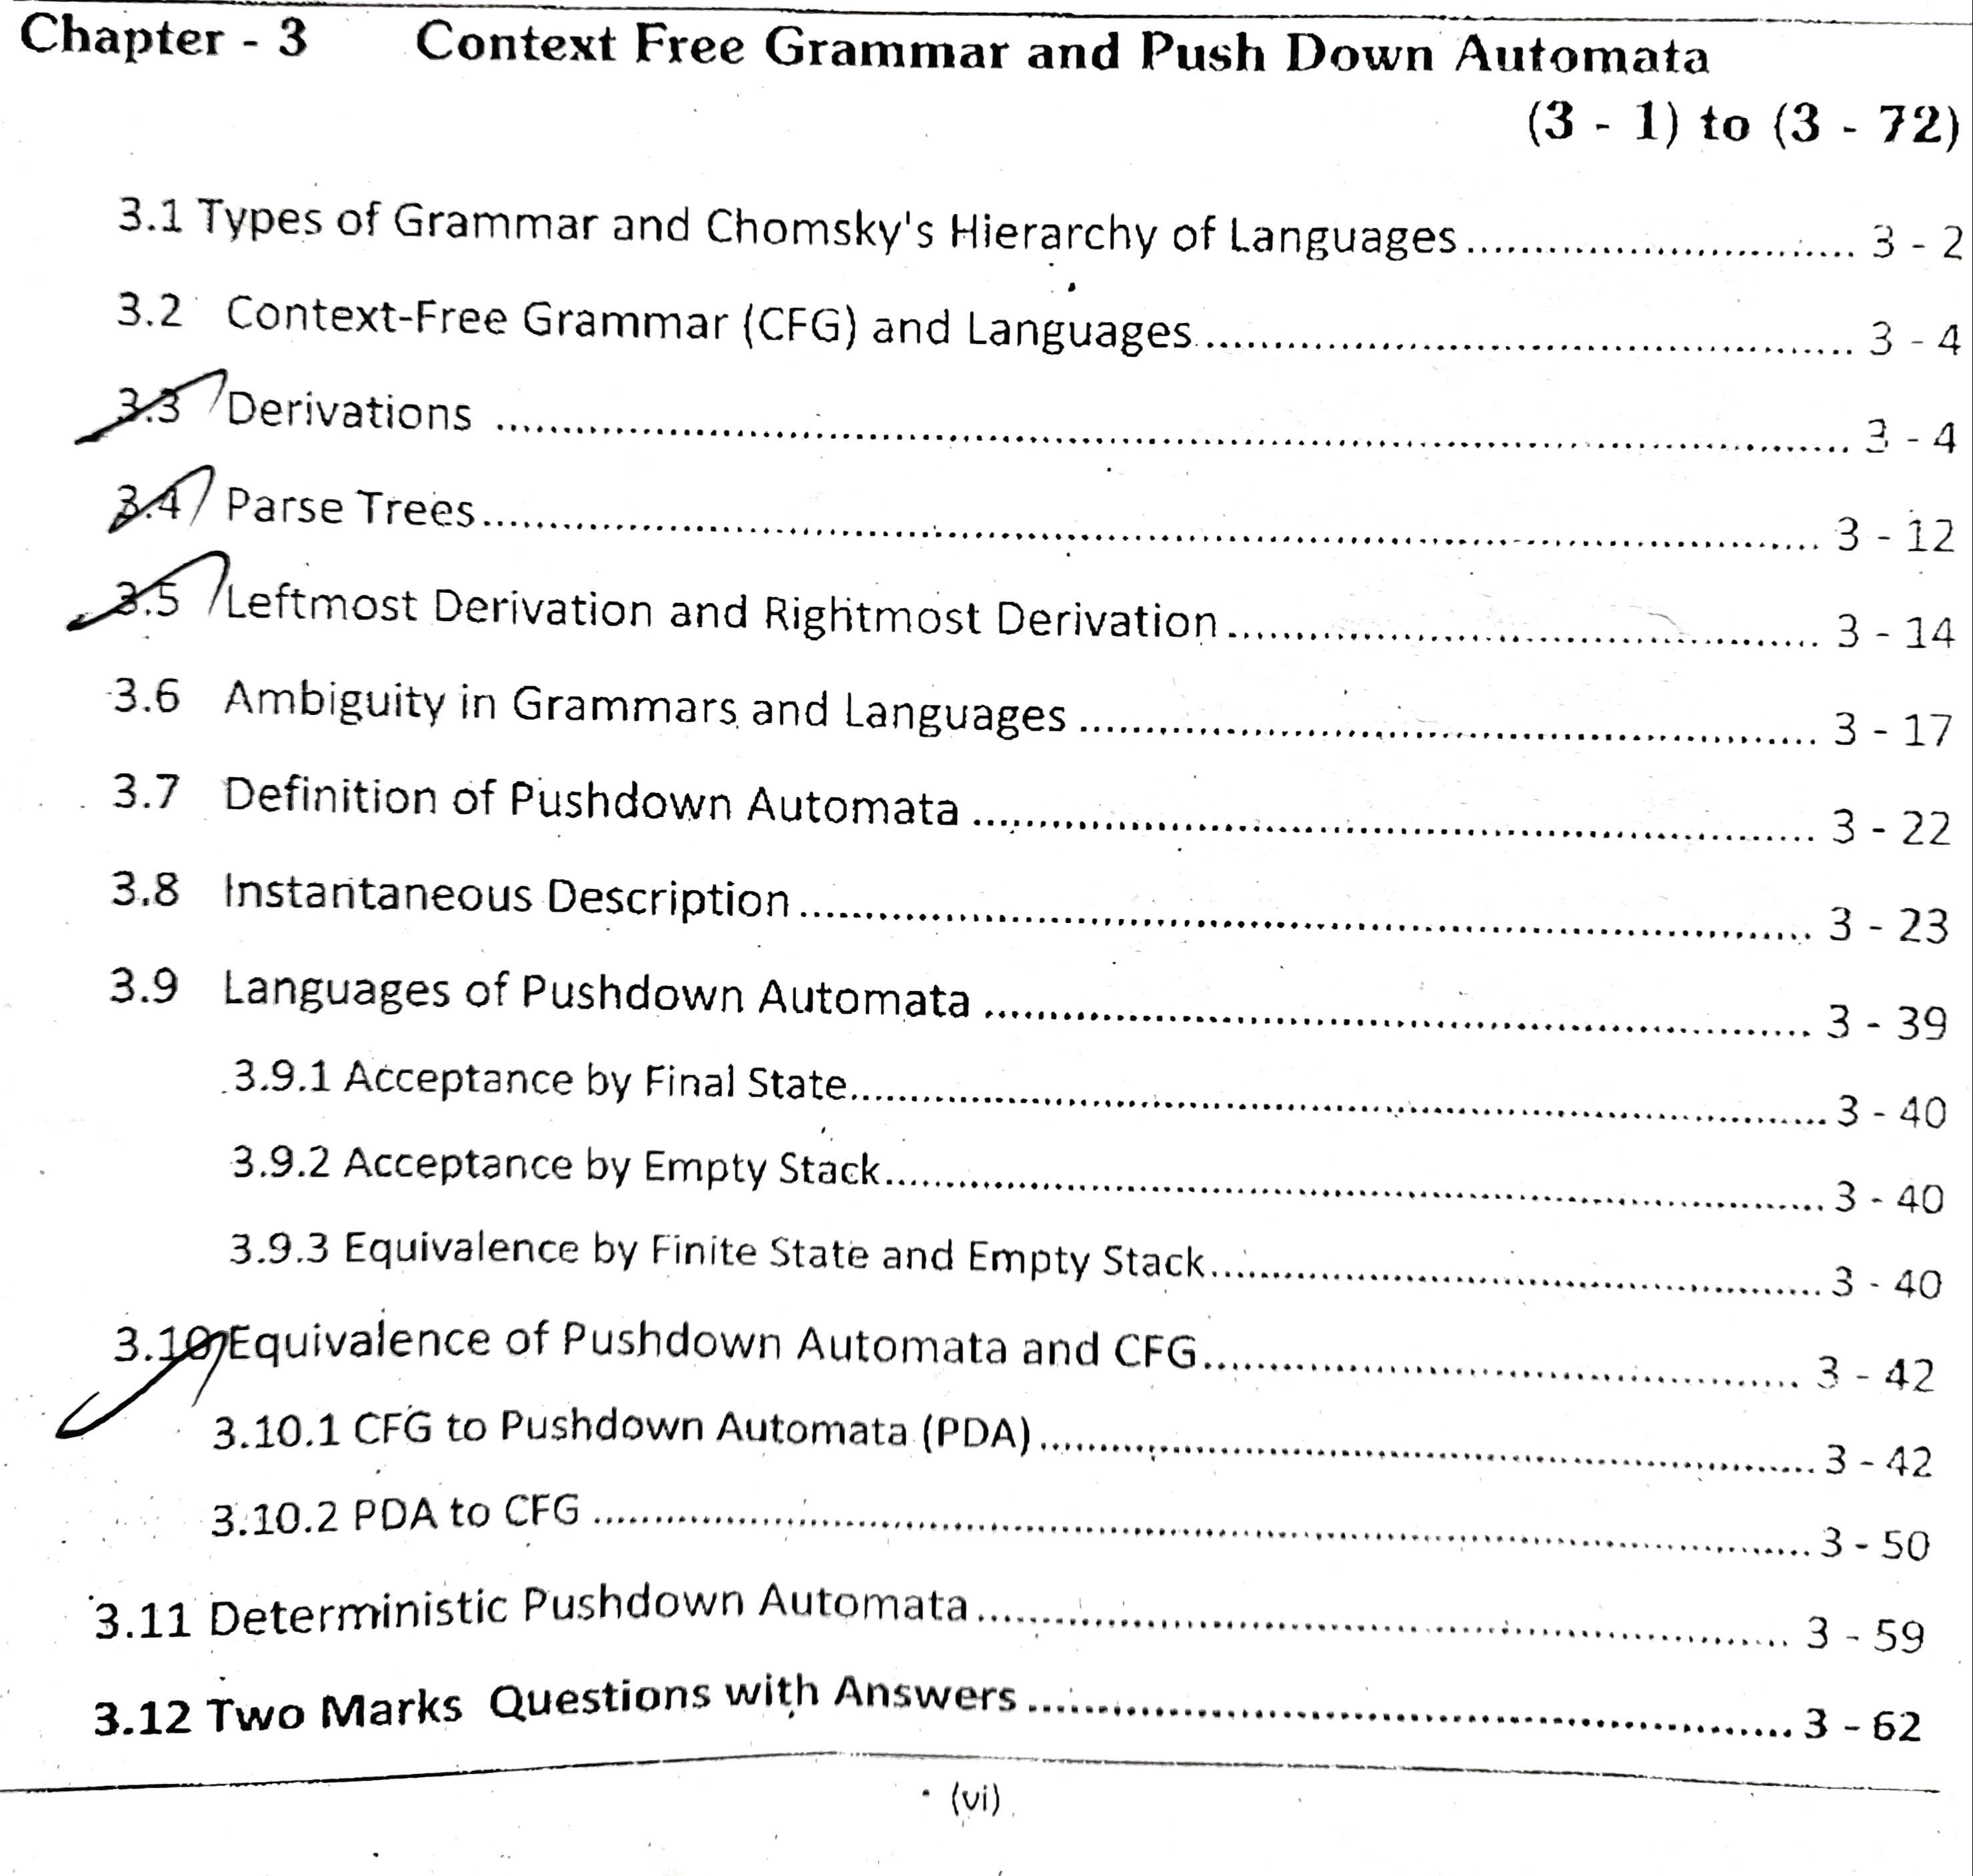 Chapter - 3 Context Free Grammar and Push Down Automata
(3 - 1) to (3 - 72)
3.1 Types of Grammar and Chomsky's Hierarchy of Languages.................................. 3 - 2
3.2 Context-Free Grammar (CFG) and Languages.................................................. 3 - 4
3.3 Derivations .................................................. 3 - 4
3.4 Parse Trees.................................................. 3 - 12
3.5 Leftmost Derivation and Rightmost Derivation.................................................. 3 - 14
3.6 Ambiguity in Grammars and Languages .................................................. 3 - 17
3.7 Definition of Pushdown Automata .................................................. 3 - 22
3.8 Instantaneous Description.................................................. 3 - 23
3.9 Languages of Pushdown Automata .................................................. 3 - 39
3.9.1 Acceptance by Final State.................................................. 3 - 40
3.9.2 Acceptance by Empty Stack.................................................. 3 - 40
3.9.3 Equivalence by Finite State and Empty Stack.................................................. 3 - 40
3.10 Equivalence of Pushdown Automata and CFG.................................................. 3 - 42
3.10.1 CFG to Pushdown Automata (PDA).................................................. 3 - 42
3.10.2 PDA to CFG .................................................. 3 - 50
3.11 Deterministic Pushdown Automata.................................................. 3 - 59
3.12 Two Marks Questions with Answers.................................................. 3 - 62
(vi)